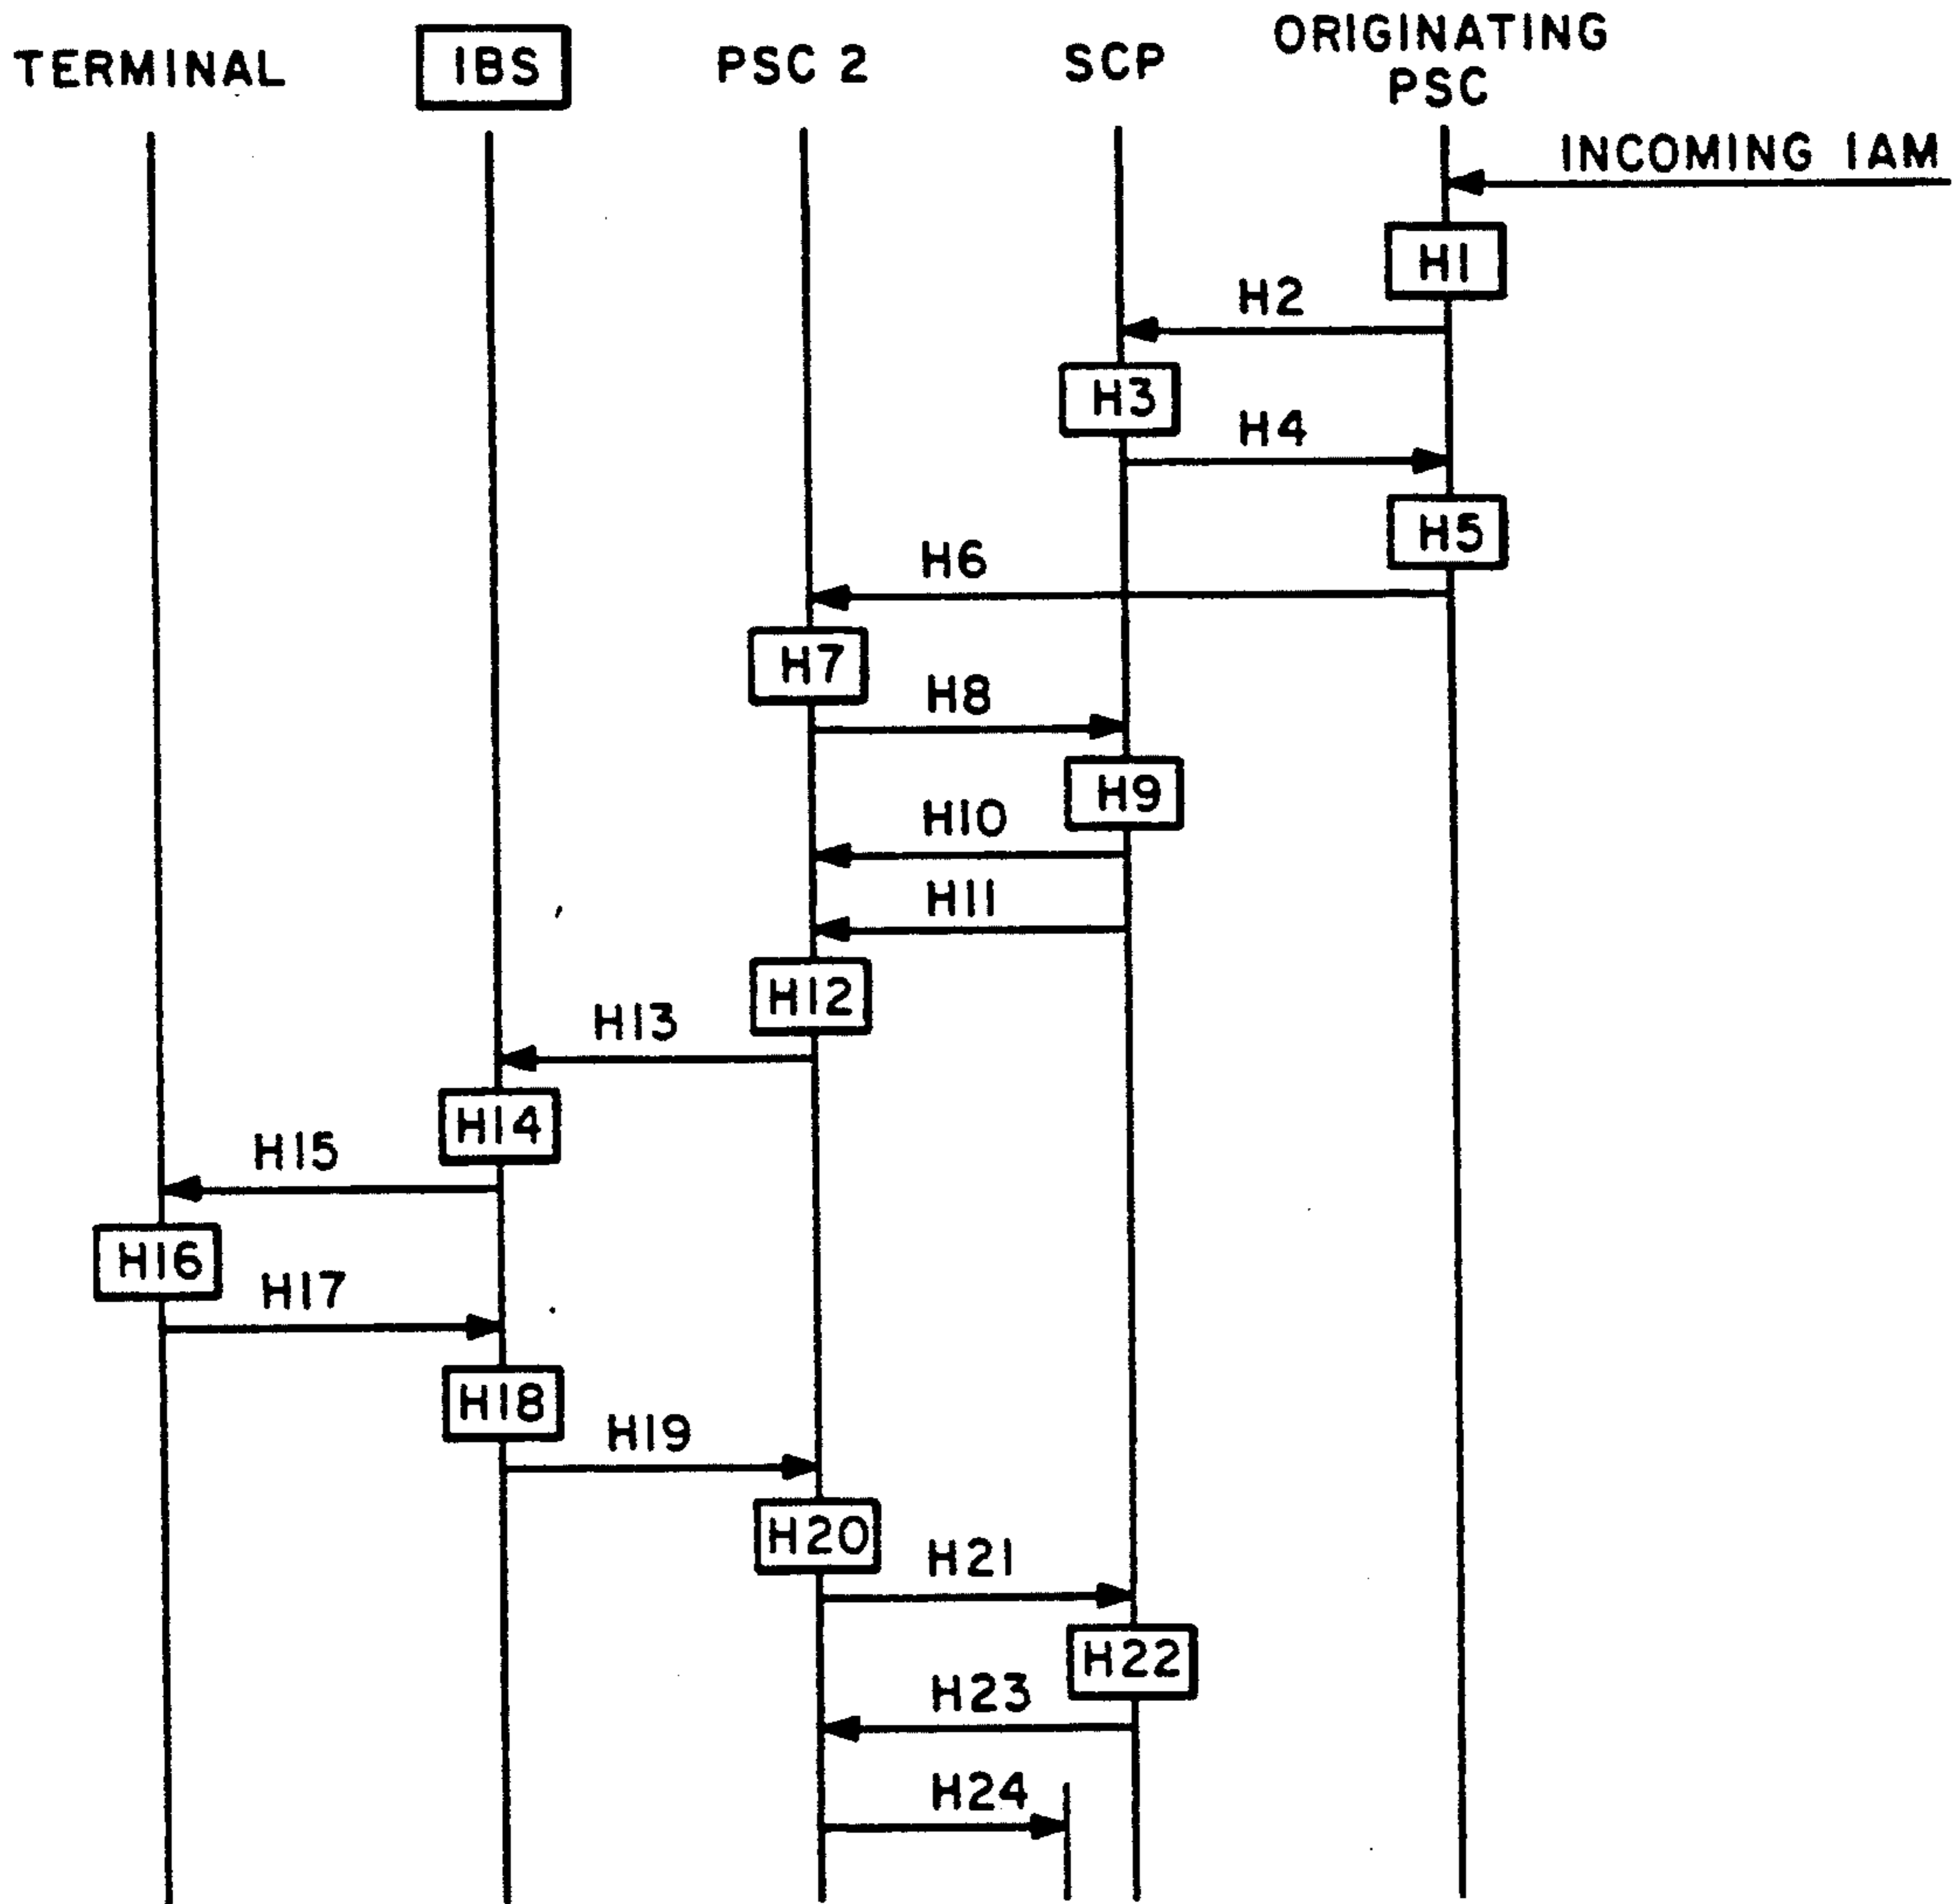 TERMINAL
IBS
PSC 2
SCP
ORIGINATING
PSC
INCOMING IAM
H1
H2
H3
H4
H5
H6
H7
H8
H9
H10
H11
H12
H13
H14
H15
H16
H17
H18
H19
H20
H21
H22
H23
H24